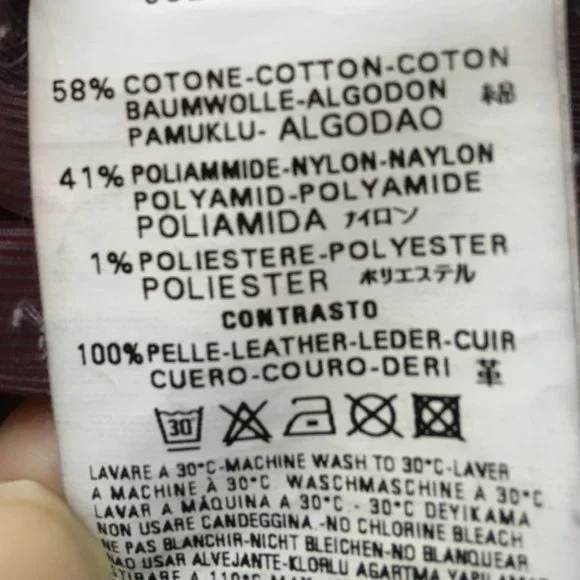 58% COTONE-COTTON-COTON
BAUMWOLLE-ALGODON 綿
PAMUKLU- ALGODAO
41% POLIAMMIDE-NYLON-NAYLON
POLYAMID-POLYAMIDE
POLIAMIDA ナイロン
1% POLIESTERE-POLYESTER
POLIESTER ポリエステル
CONTRASTO
100% PELLE-LEATHER-LEDER-CUIR
CUERO-COURO-DERI 革
30°
LAVARE A 30°C-MACHINE WASH TO 30°C-LAVER
A MACHINE À 30°C WASCHMASCHINE A 30°C
LAVAR A MÁQUINA A 30°C - 30°C DEYIKAMA
NON USARE CANDEGGINA.-NO CHLORINE BLEACH
NE PAS BLANCHIR-NICHT BLEICHEN-NO BLANQUEAR
NAO USAR ALVEJANTE-KLORLU AGARTMA
STIRARE A 110°C